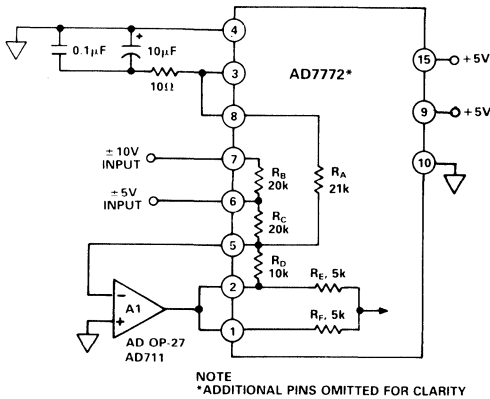 4
0.1μF
+
10μF
3
10Ω
AD7772*
15
+5V
8
9
+5V
±10V
INPUT
7
RB
20k
RA
21k
10
±5V
INPUT
6
RC
20k
5
RD
10k
RE, 5k
2
−
A1
+
RF, 5k
1
AD OP-27
AD711
NOTE
*ADDITIONAL PINS OMITTED FOR CLARITY